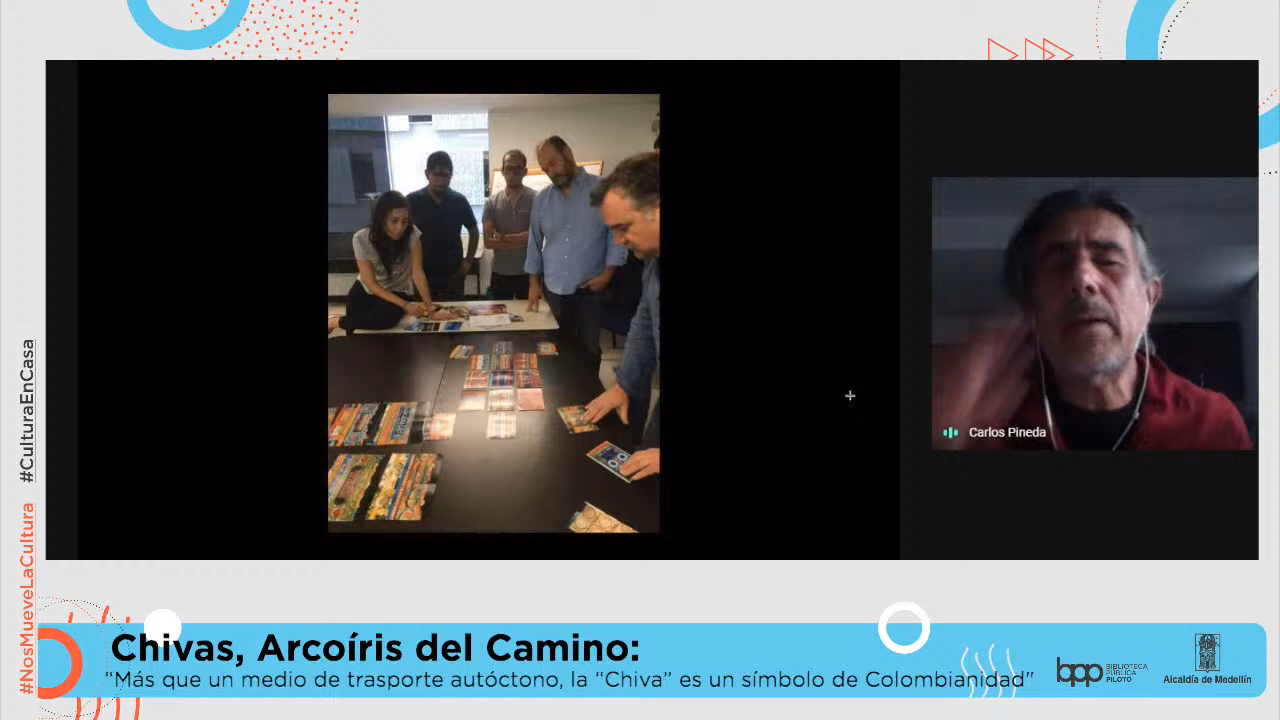 #NosMueveLaCultura #CulturaEnCasa
Carlos Pineda
Chivas, Arcoíris del Camino:
“Más que un medio de trasporte autóctono, la “Chiva” es un símbolo de Colombianidad"
bpp BIBLIOTECA
PÚBLICA
PILOTO
Alcaldía de Medellín